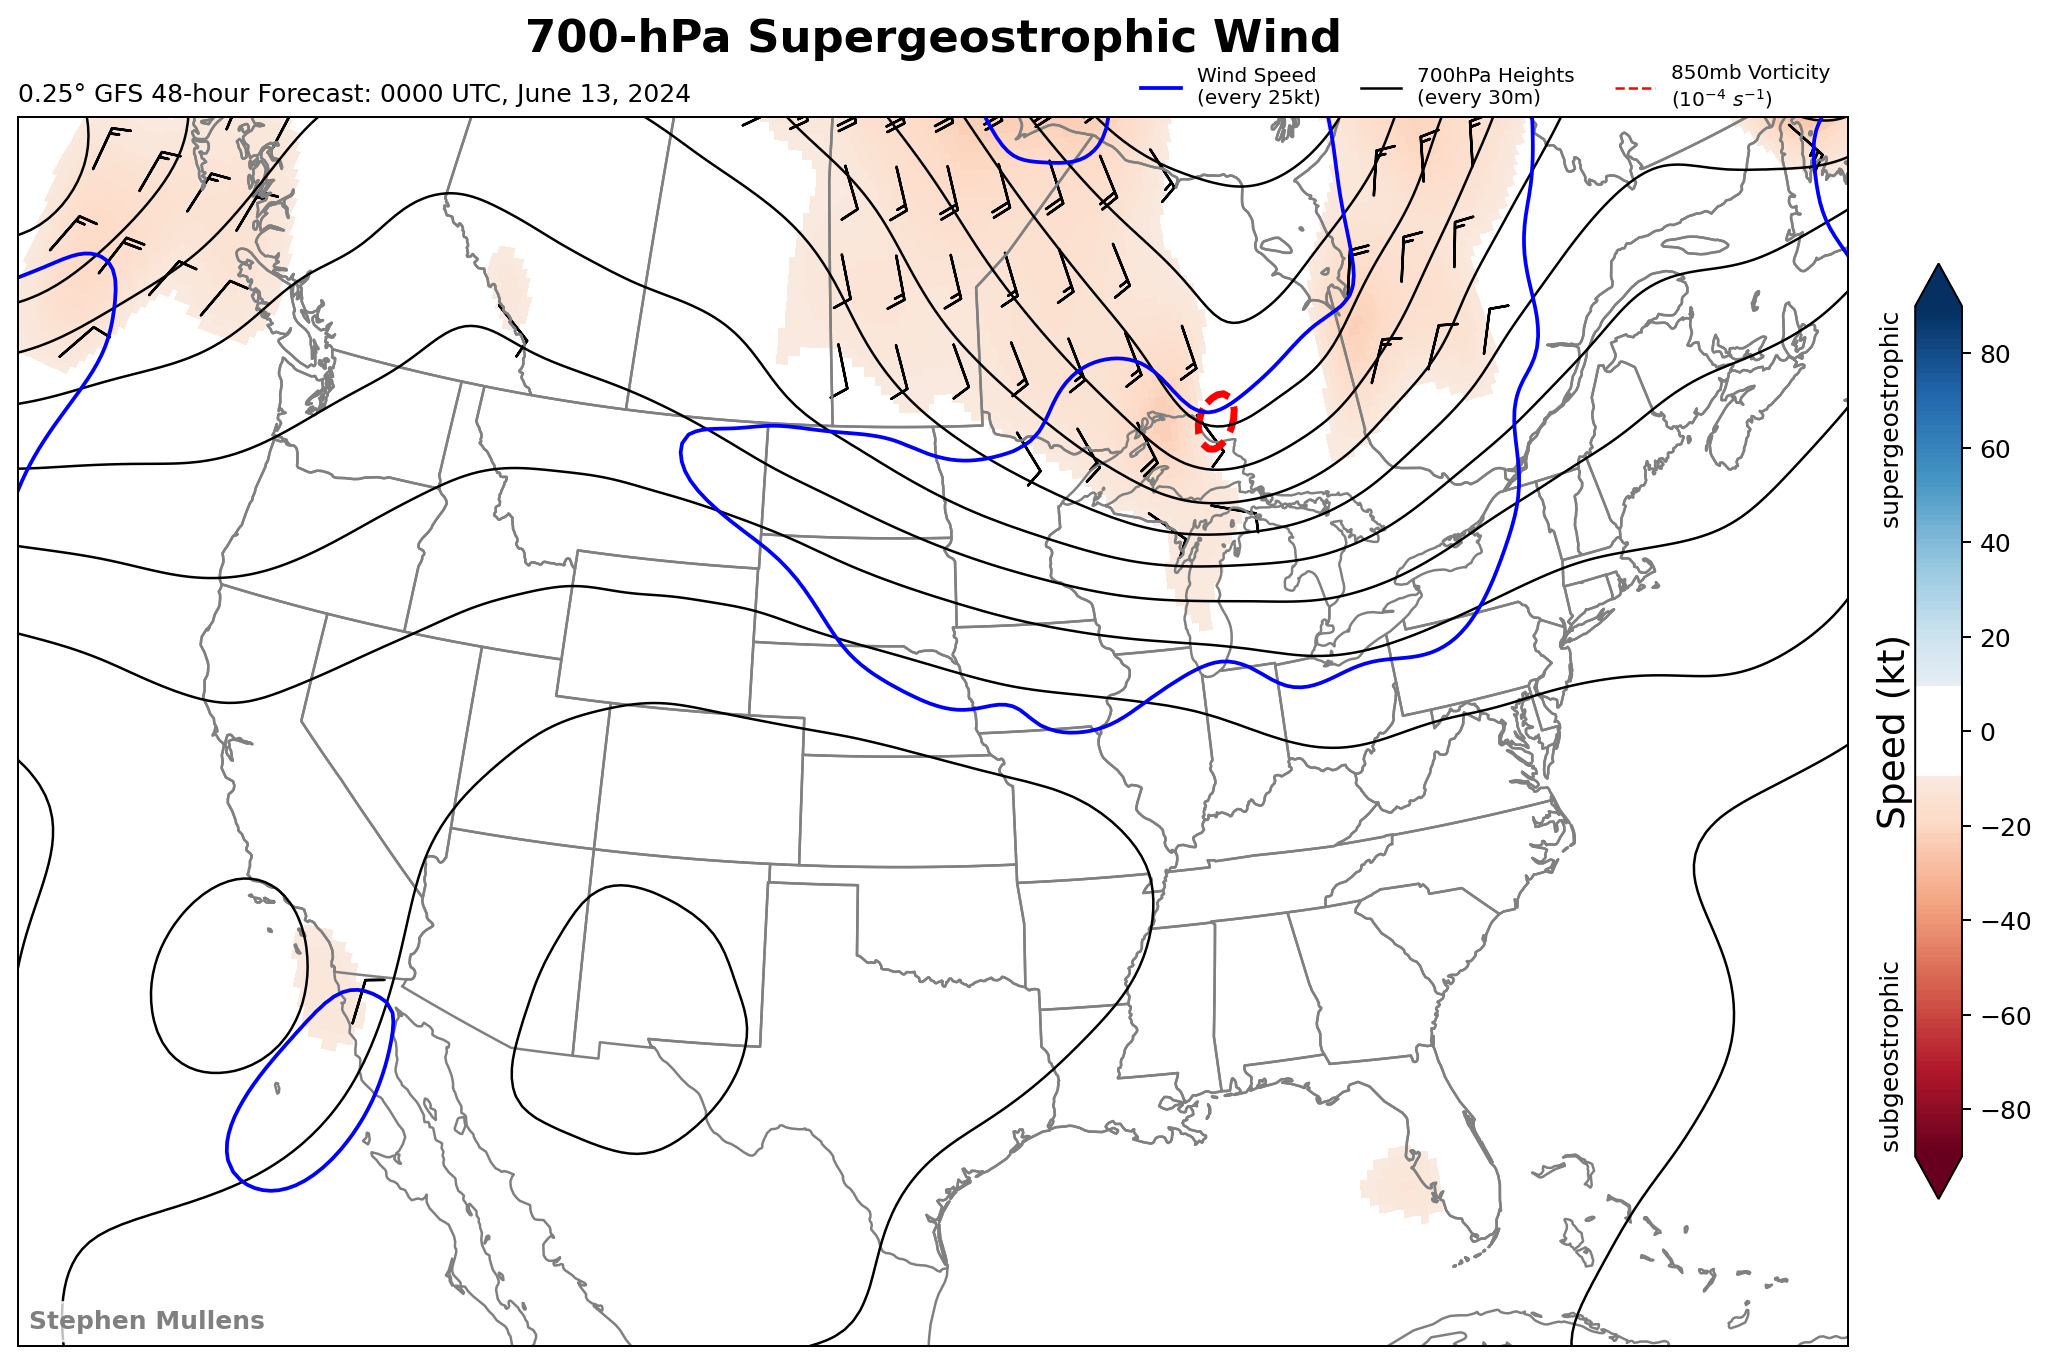 700-hPa Supergeostrophic Wind
0.25° GFS 48-hour Forecast: 0000 UTC, June 13, 2024
Wind Speed
(every 25kt)
700hPa Heights
(every 30m)
850mb Vorticity
(10⁻⁴ s⁻¹)
supergeostrophic
Speed (kt)
subgeostrophic
80
60
40
20
0
−20
−40
−60
−80
Stephen Mullens